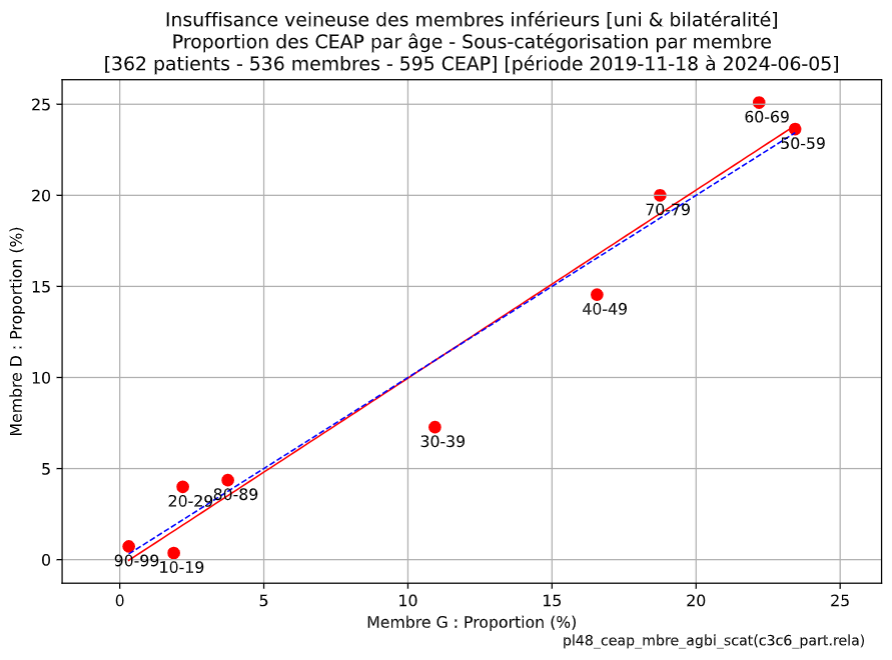 Insuffisance veineuse des membres inférieurs [uni & bilatéralité]
Proportion des CEAP par âge - Sous-catégorisation par membre
[362 patients - 536 membres - 595 CEAP] [période 2019-11-18 à 2024-06-05]
25
20
15
10
5
0
Membre D : Proportion (%)
60-69
50-59
70-79
40-49
30-39
80-89
20-29
90-99
10-19
0 5 10 15 20 25
Membre G : Proportion (%)
pl48_ceap_mbre_agbi_scat(c3c6_part.rela)